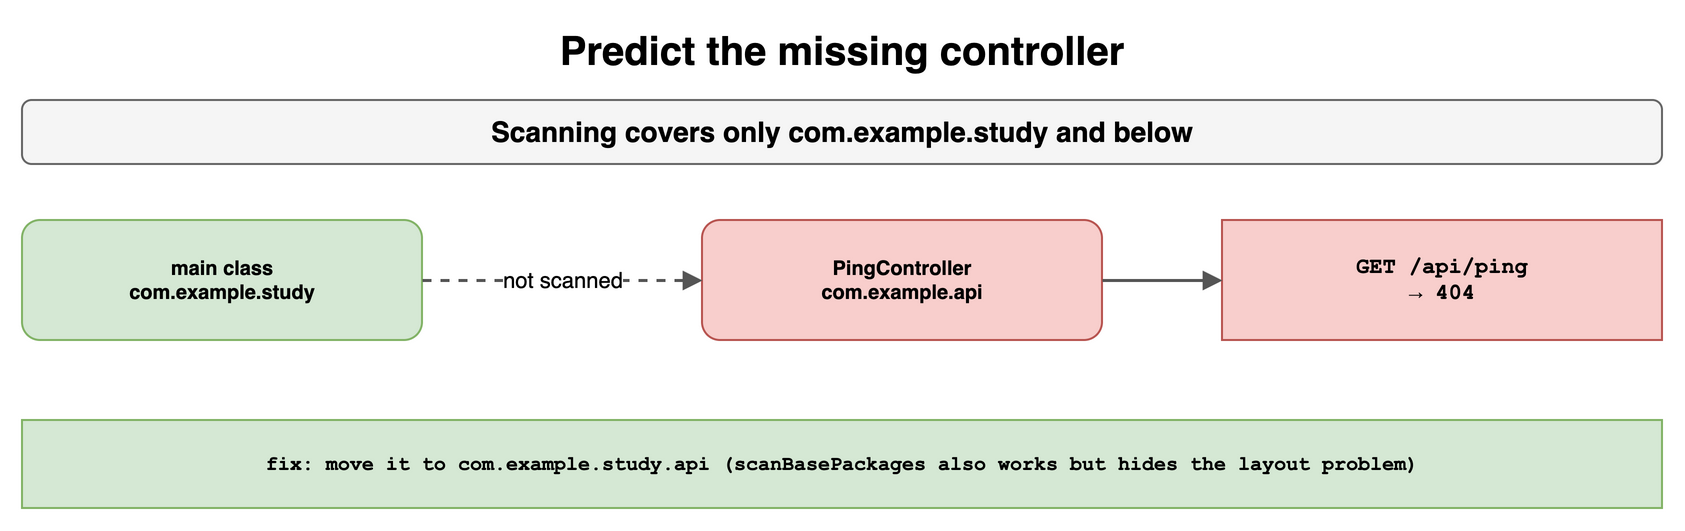 Predict the missing controller
Scanning covers only com.example.study and below
main class
com.example.study
not scanned
PingController
com.example.api
GET /api/ping
→ 404
fix: move it to com.example.study.api (scanBasePackages also works but hides the layout problem)